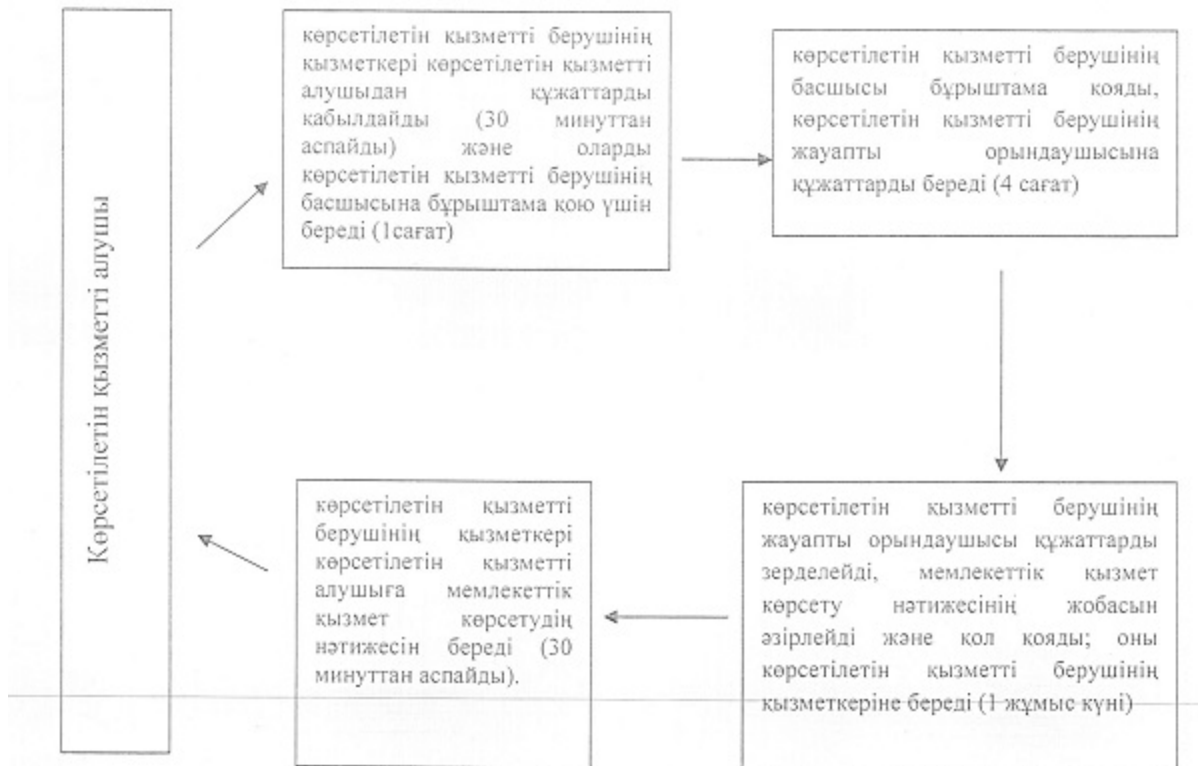 Көрсетілетін қызметті алушы
көрсетілетін қызметті берушінің
қызметкері көрсетілетін қызметті
алушыдан құжаттарды
қабылдайды (30 минуттан
аспайды) және оларды
көрсетілетін қызметті берушінің
басшысына бұрыштама қою үшін
береді (1сағат)
көрсетілетін қызметті берушінің
басшысы бұрыштама қояды,
көрсетілетін қызметті берушінің
жауапты орындаушысына
құжаттарды береді (4 сағат)
көрсетілетін қызметті берушінің
жауапты орындаушысы құжаттарды
зерделейді, мемлекеттік қызмет
көрсету нәтижесінің жобасын
әзірлейді және қол қояды; оны
көрсетілетін қызметті берушінің
қызметкеріне береді (1 жұмыс күні)
көрсетілетін қызметті
берушінің қызметкері
көрсетілетін қызметті
алушыға мемлекеттік
қызмет көрсетудің
нәтижесін береді (30
минуттан аспайды).